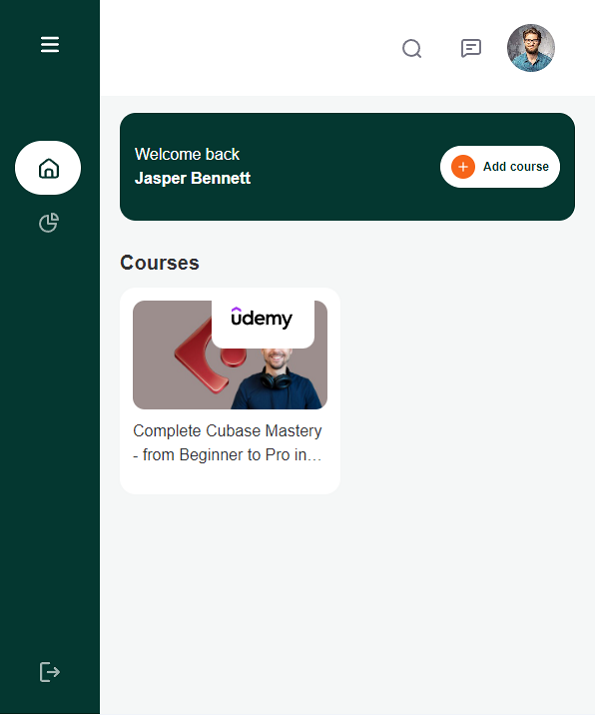 Welcome back
Jasper Bennett
Add course
Courses
udemy
Complete Cubase Mastery
- from Beginner to Pro in…